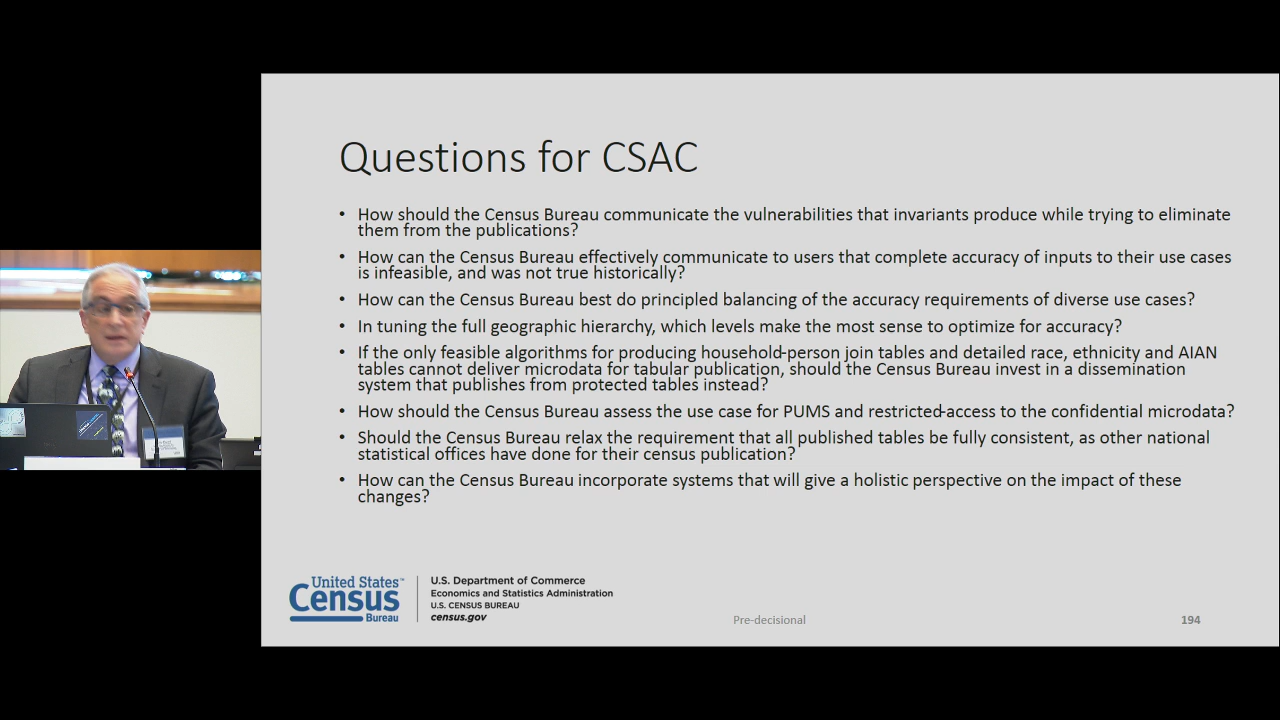 Questions for CSAC
• How should the Census Bureau communicate the vulnerabilities that invariants produce while trying to eliminate
them from the publications?
• How can the Census Bureau effectively communicate to users that complete accuracy of inputs to their use cases
is infeasible, and was not true historically?
• How can the Census Bureau best do principled balancing of the accuracy requirements of diverse use cases?
• In tuning the full geographic hierarchy, which levels make the most sense to optimize for accuracy?
• If the only feasible algorithms for producing household-person join tables and detailed race, ethnicity and AIAN
tables cannot deliver microdata for tabular publication, should the Census Bureau invest in a dissemination
system that publishes from protected tables instead?
• How should the Census Bureau assess the use case for PUMS and restricted-access to the confidential microdata?
• Should the Census Bureau relax the requirement that all published tables be fully consistent, as other national
statistical offices have done for their census publication?
• How can the Census Bureau incorporate systems that will give a holistic perspective on the impact of these
changes?
United States™
Census
Bureau
U.S. Department of Commerce
Economics and Statistics Administration
U.S. CENSUS BUREAU
census.gov
Pre-decisional
194